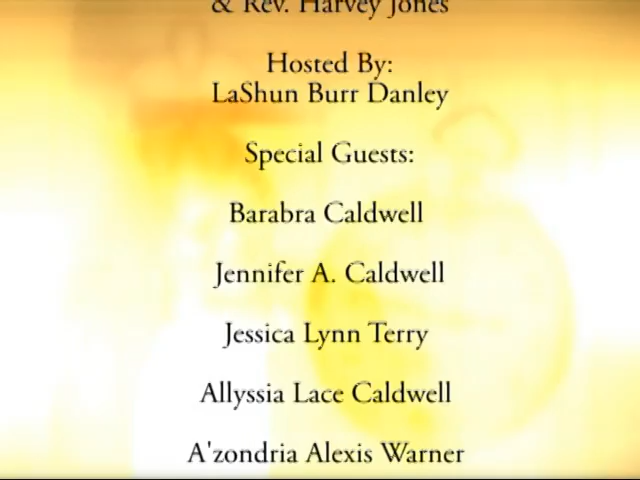 & Rev. Harvey Jones
Hosted By:
LaShun Burr Danley
Special Guests:
Barabra Caldwell
Jennifer A. Caldwell
Jessica Lynn Terry
Allyssia Lace Caldwell
A'zondria Alexis Warner